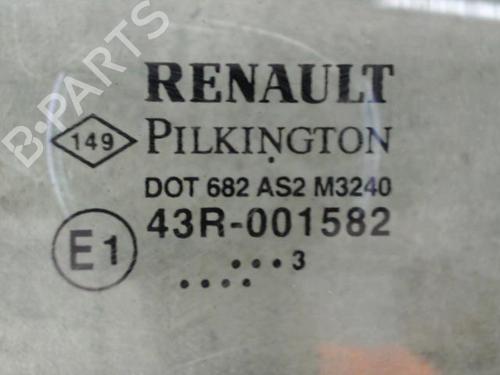 B-PARTS
RENAULT
149 PILKINGTON
DOT 682 AS2 M3240
E1 43R-001582
...3
....